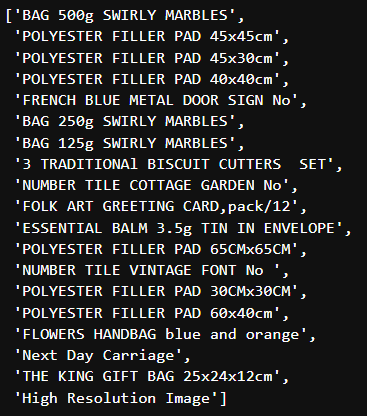 ['BAG 500g SWIRLY MARBLES',
'POLYESTER FILLER PAD 45x45cm',
'POLYESTER FILLER PAD 45x30cm',
'POLYESTER FILLER PAD 40x40cm',
'FRENCH BLUE METAL DOOR SIGN No',
'BAG 250g SWIRLY MARBLES',
'BAG 125g SWIRLY MARBLES',
'3 TRADITIONAl BISCUIT CUTTERS  SET',
'NUMBER TILE COTTAGE GARDEN No',
'FOLK ART GREETING CARD,pack/12',
'ESSENTIAL BALM 3.5g TIN IN ENVELOPE',
'POLYESTER FILLER PAD 65CMx65CM',
'NUMBER TILE VINTAGE FONT No ',
'POLYESTER FILLER PAD 30CMx30CM',
'POLYESTER FILLER PAD 60x40cm',
'FLOWERS HANDBAG blue and orange',
'Next Day Carriage',
'THE KING GIFT BAG 25x24x12cm',
'High Resolution Image']